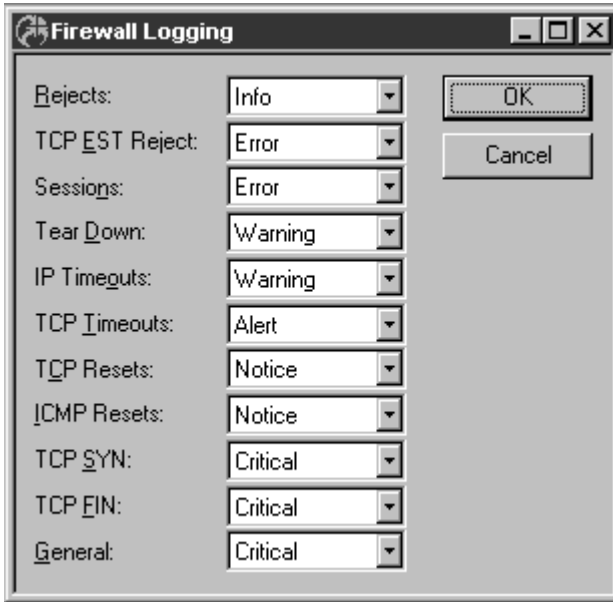 Firewall Logging
Rejects: Info
OK
TCP EST Reject: Error
Cancel
Sessions: Error
Tear Down: Warning
IP Timeouts: Warning
TCP Timeouts: Alert
TCP Resets: Notice
ICMP Resets: Notice
TCP SYN: Critical
TCP FIN: Critical
General: Critical